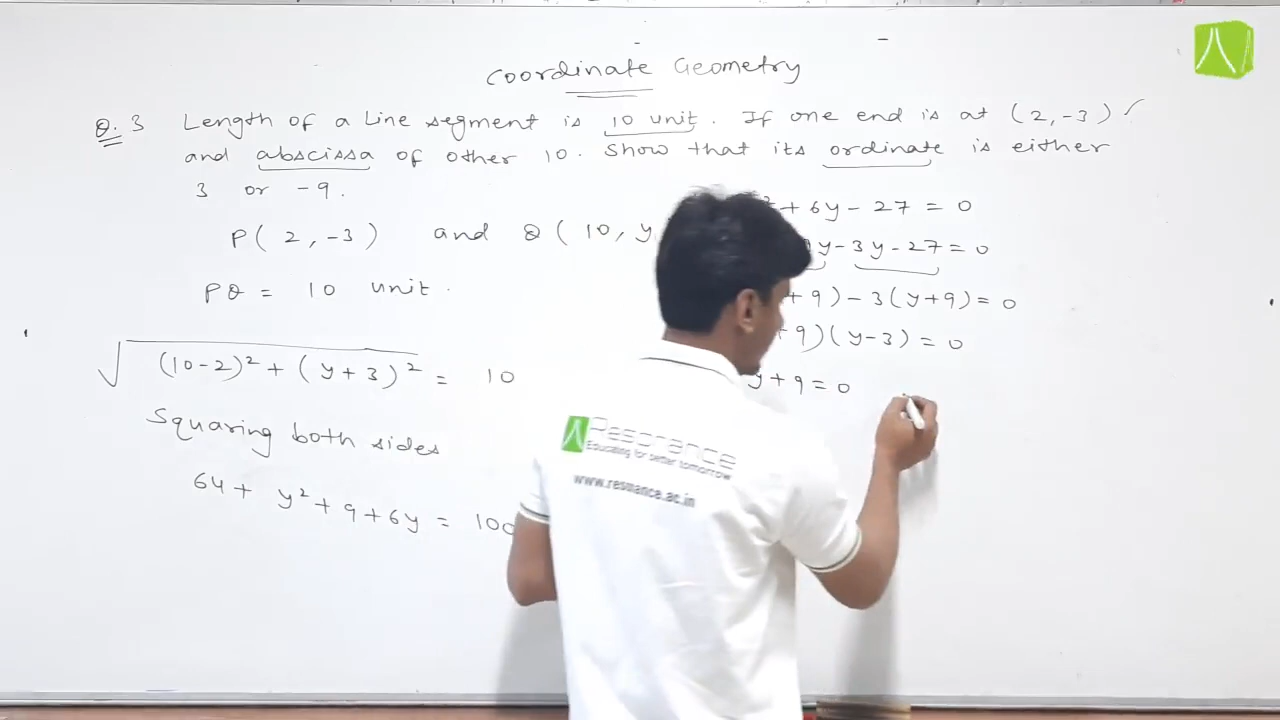 Coordinate Geometry
Q. 3 Length of a Line segment is 10 unit. If one end is at (2, -3)
and abscissa of other 10. Show that its ordinate is either
3 or -9.
P( 2, -3 ) and Q ( 10, y
PQ = 10 unit.
√(10-2)² + (y+3)² = 10
Squaring both sides
64 + y² + 9 + 6y = 100
² + 6y - 27 = 0
y - 3y - 27 = 0
+ 9) - 3(y+9) = 0
+ 9)(y-3) = 0
y + 9 = 0
Resonance
Educating for better tomorrow
www.resonance.ac.in